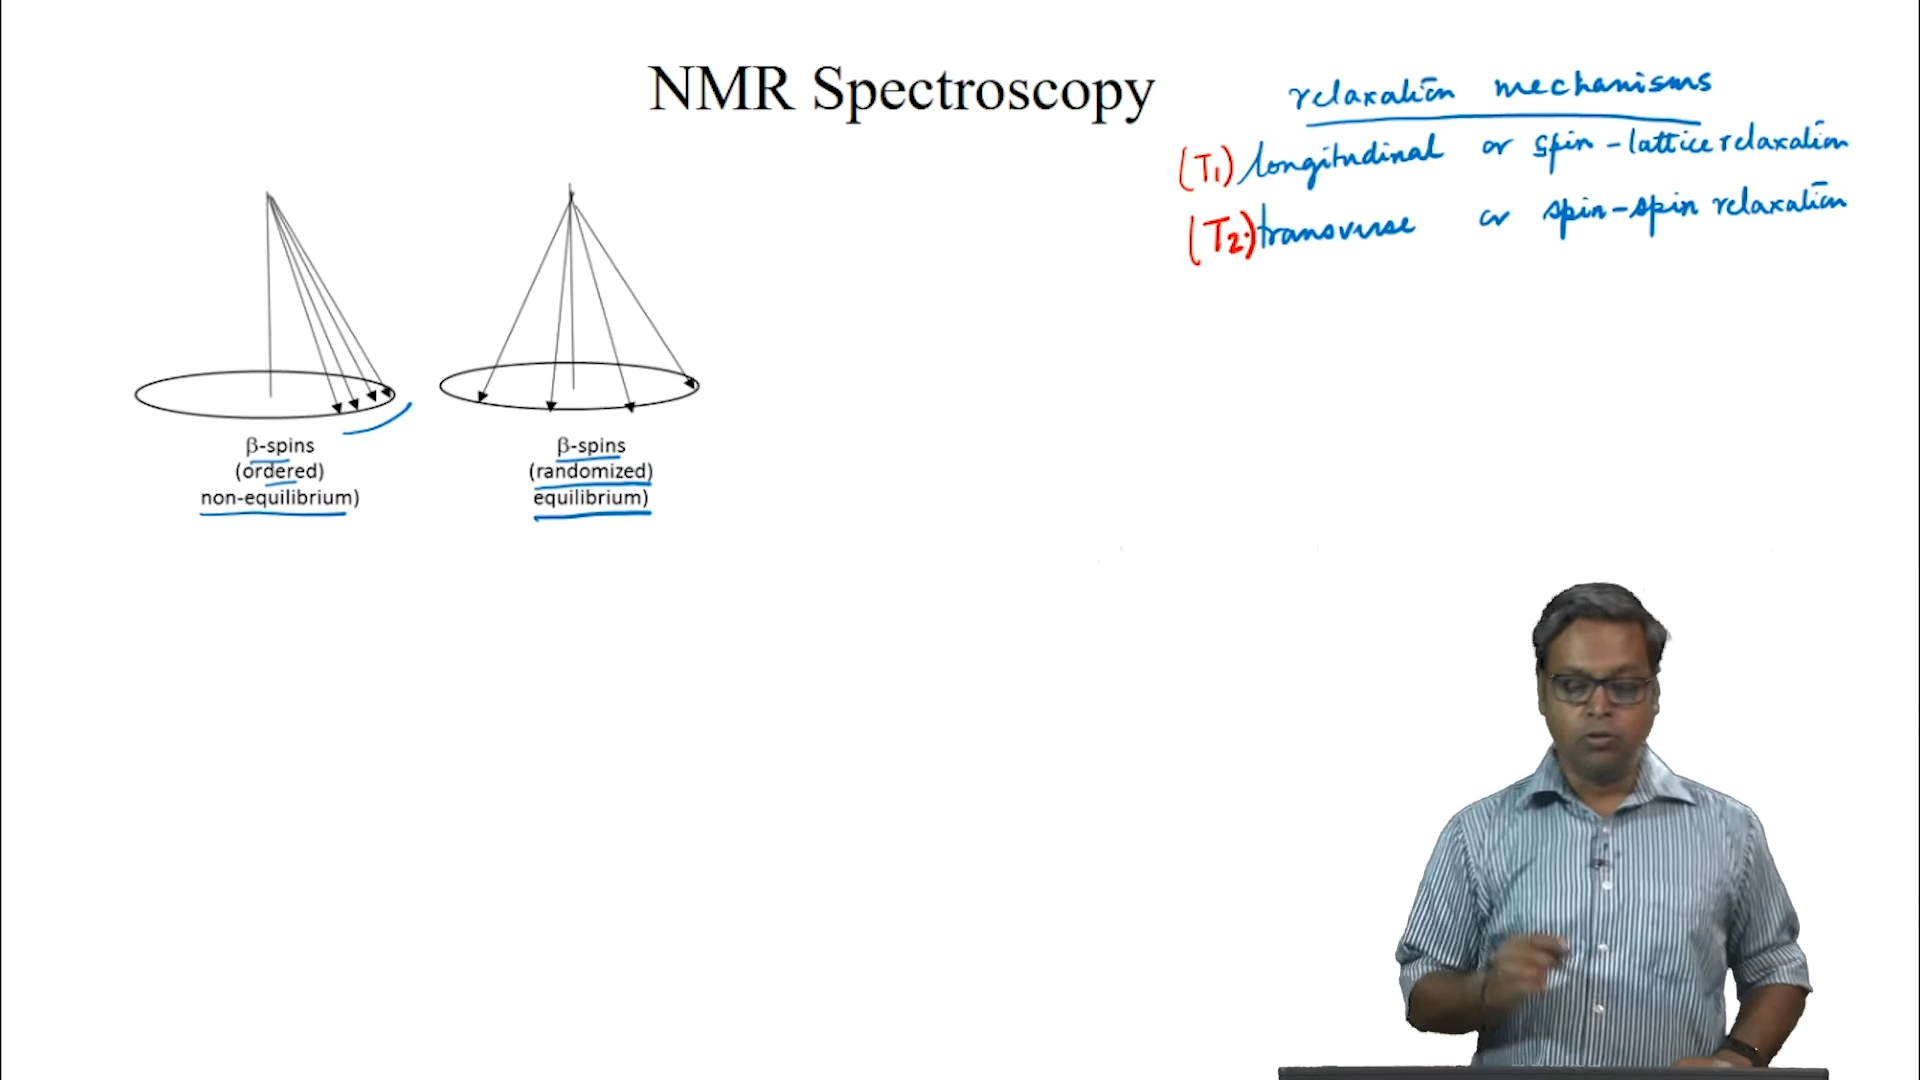 NMR Spectroscopy
relaxation mechanisms
(T1) longitudinal or spin-lattice relaxation
(T2) transverse or spin-spin relaxation
β-spins
(ordered)
non-equilibrium)
β-spins
(randomized)
equilibrium)